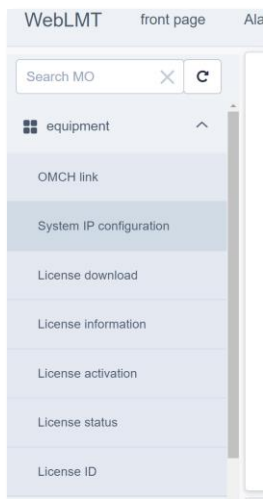 WebLMT front page Ala
Search MO
equipment
OMCH link
System IP configuration
License download
License information
License activation
License status
License ID